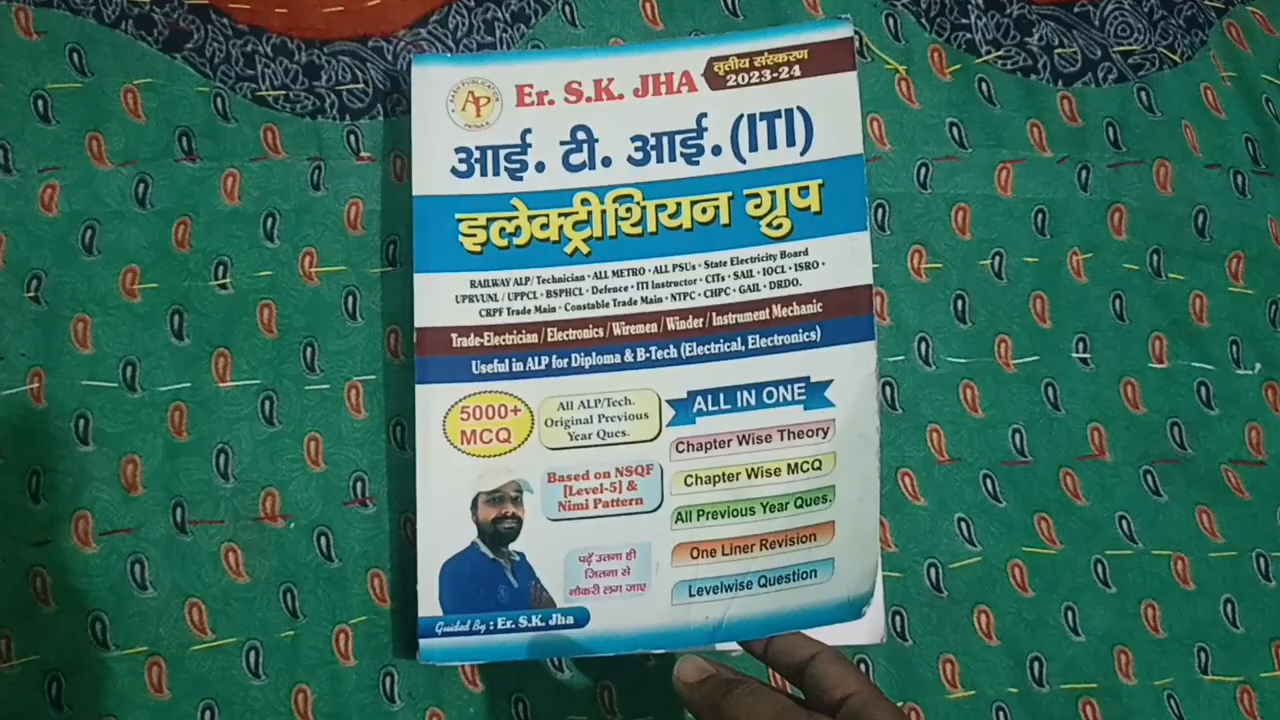 AASH PUBLICATION
AP
PATNA-6
Er. S.K. JHA
तृतीय संस्करण
2023-24
आई. टी. आई. (ITI)
इलेक्ट्रीशियन ग्रुप
RAILWAY ALP/ Technician • ALL METRO • ALL PSUs • State Electricity Board
UPRVUNL / UPPCL • BSPHCL • Defence • ITI Instructor • CITs • SAIL • IOCL • ISRO •
CRPF Trade Main • Constable Trade Main • NTPC • CHPC • GAIL • DRDO.
Trade-Electrician / Electronics / Wiremen / Winder / Instrument Mechanic
Useful in ALP for Diploma & B-Tech (Electrical, Electronics)
5000+
MCQ
All ALP/Tech.
Original Previous
Year Ques.
Based on NSQF
[Level-5] &
Nimi Pattern
पढ़ें उतना ही
जितना से
नौकरी लग जाए
ALL IN ONE
Chapter Wise Theory
Chapter Wise MCQ
All Previous Year Ques.
One Liner Revision
Levelwise Question
Guided By : Er. S.K. Jha